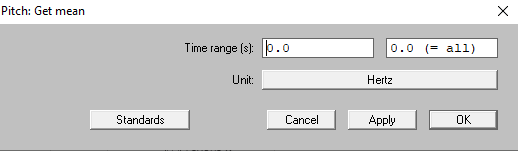 Pitch: Get mean
Time range (s): 0.0 0.0 (= all)
Unit: Hertz
Standards Cancel Apply OK